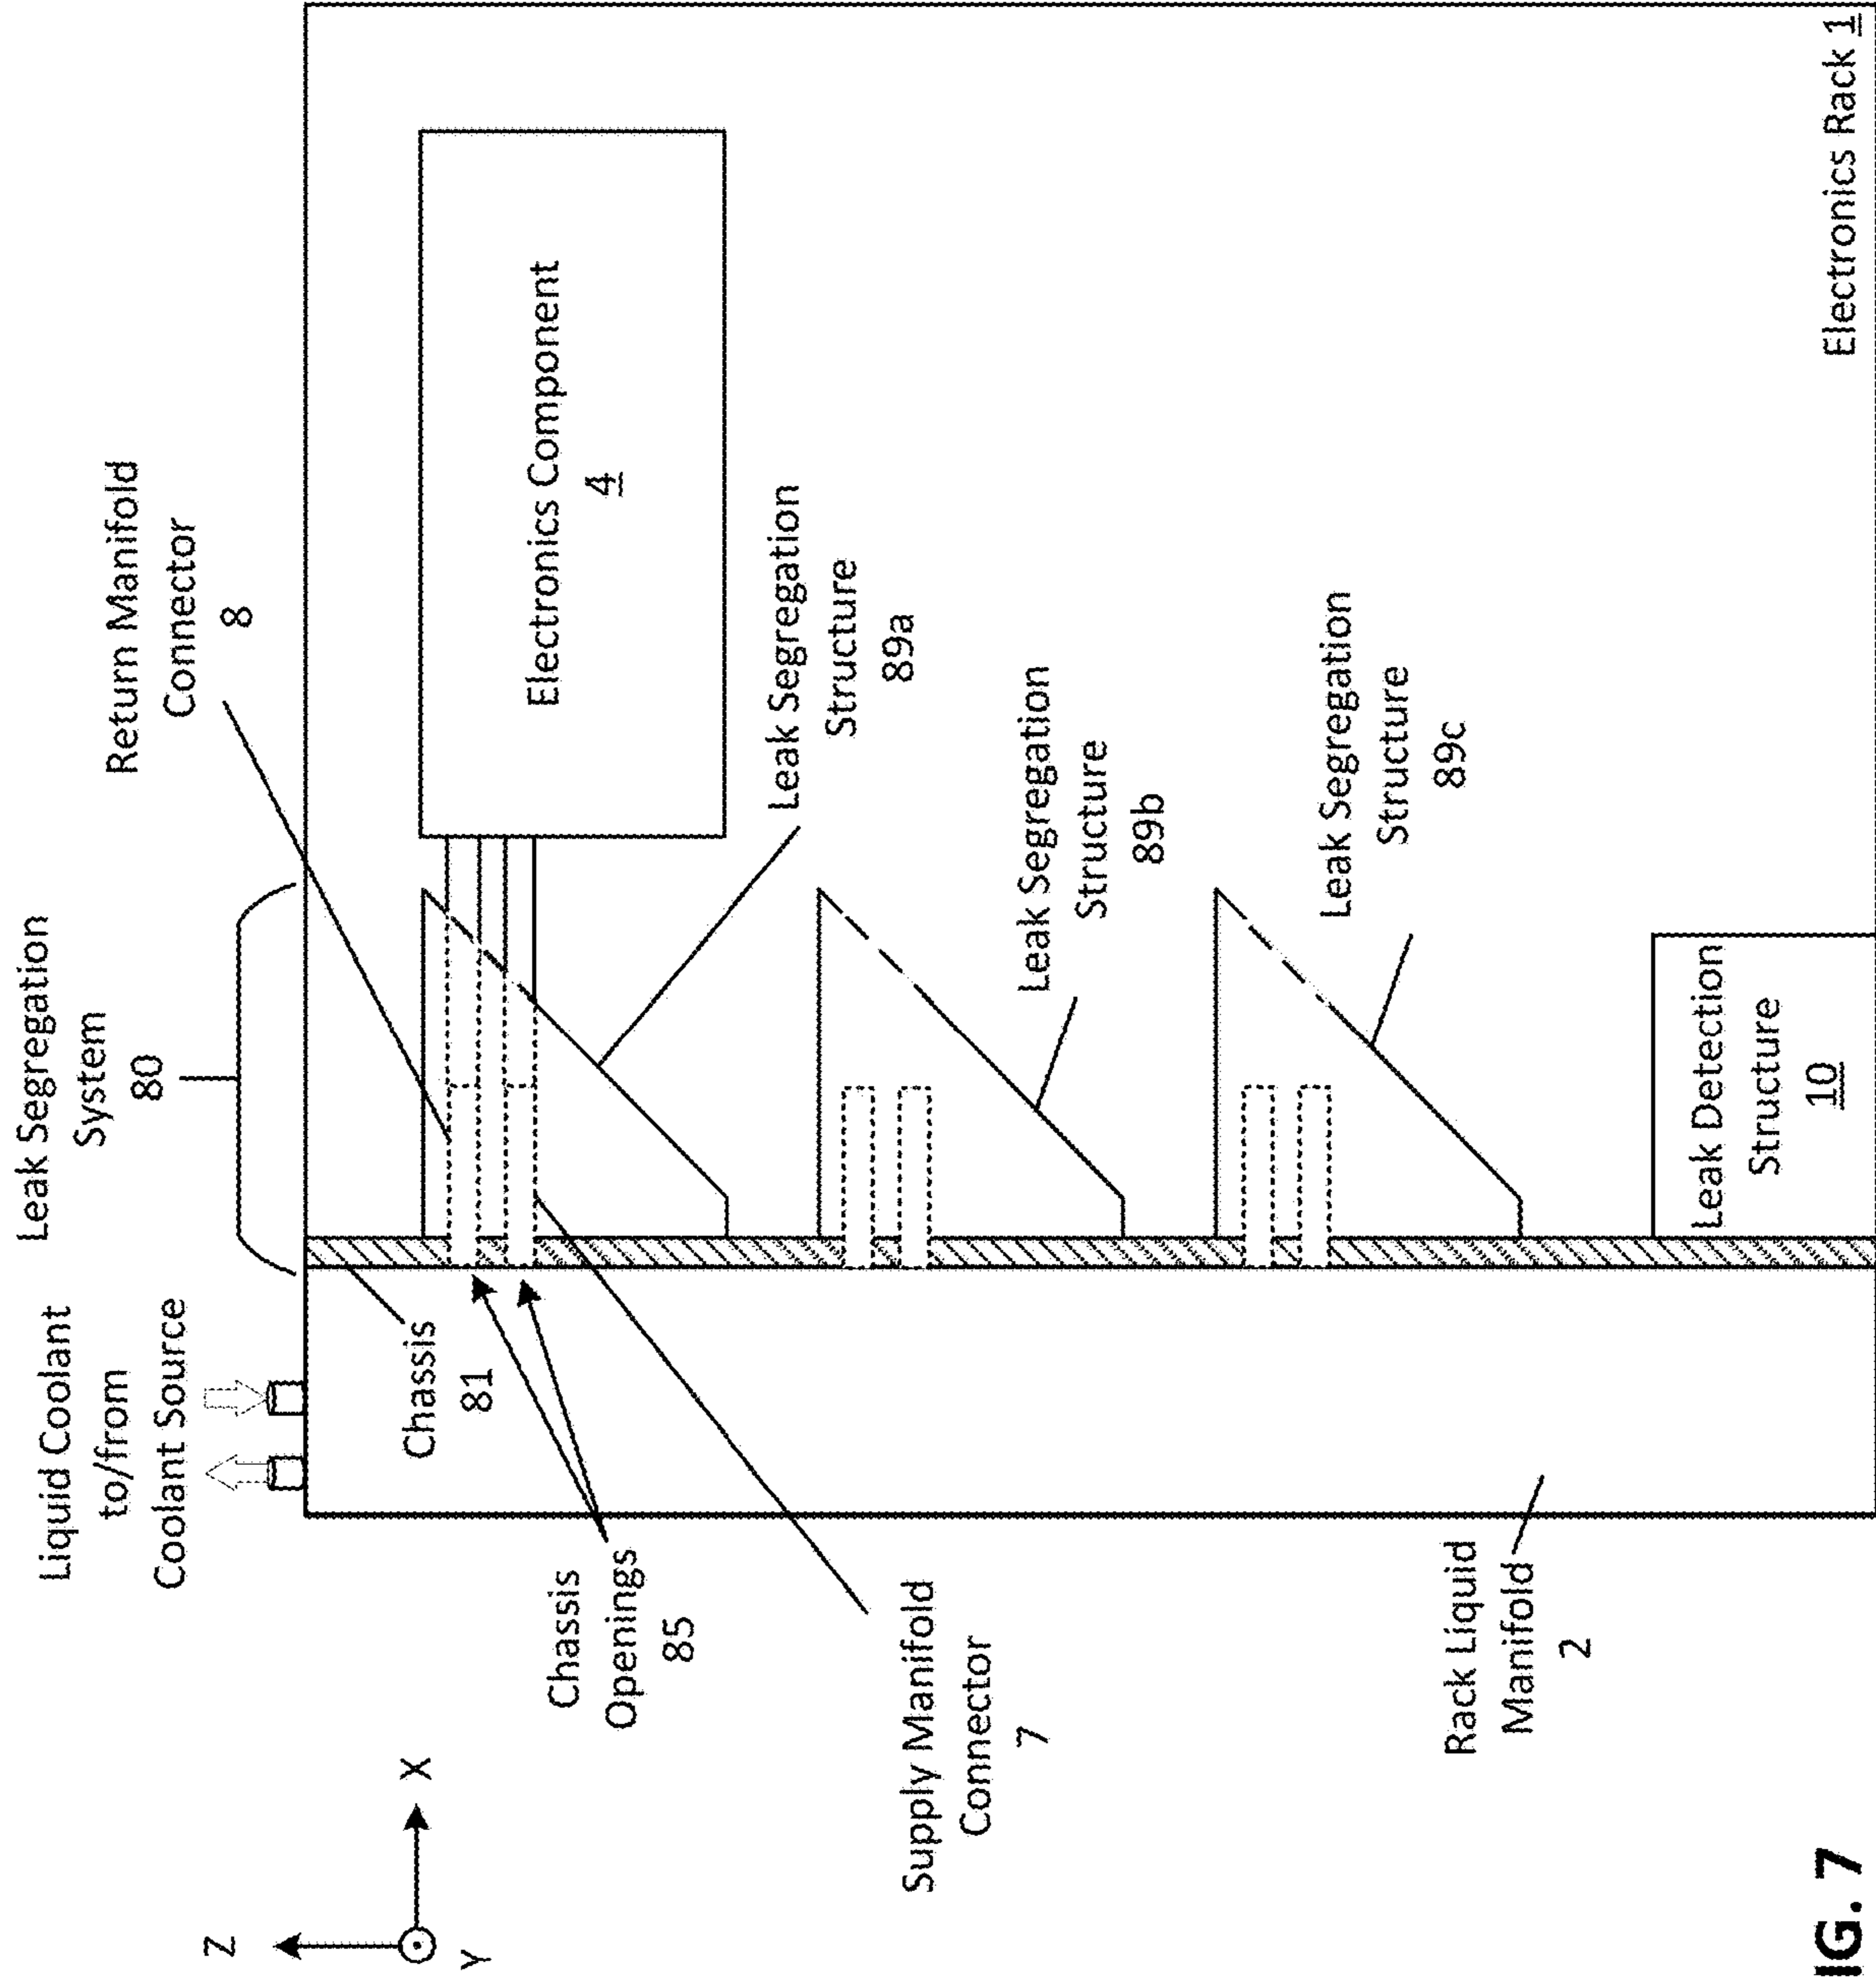 Leak Segregation
System
80
Liquid Coolant
to/from
Coolant Source
Return Manifold
Connector
8
Z
X
Y
Chassis
81
Chassis
Openings
85
Electronics Component
4
Leak Segregation
Structure
89a
Supply Manifold
Connector
7
Leak Segregation
Structure
89b
Leak Segregation
Structure
89c
Rack Liquid
Manifold
2
Leak Detection
Structure
10
Electronics Rack 1
IG. 7